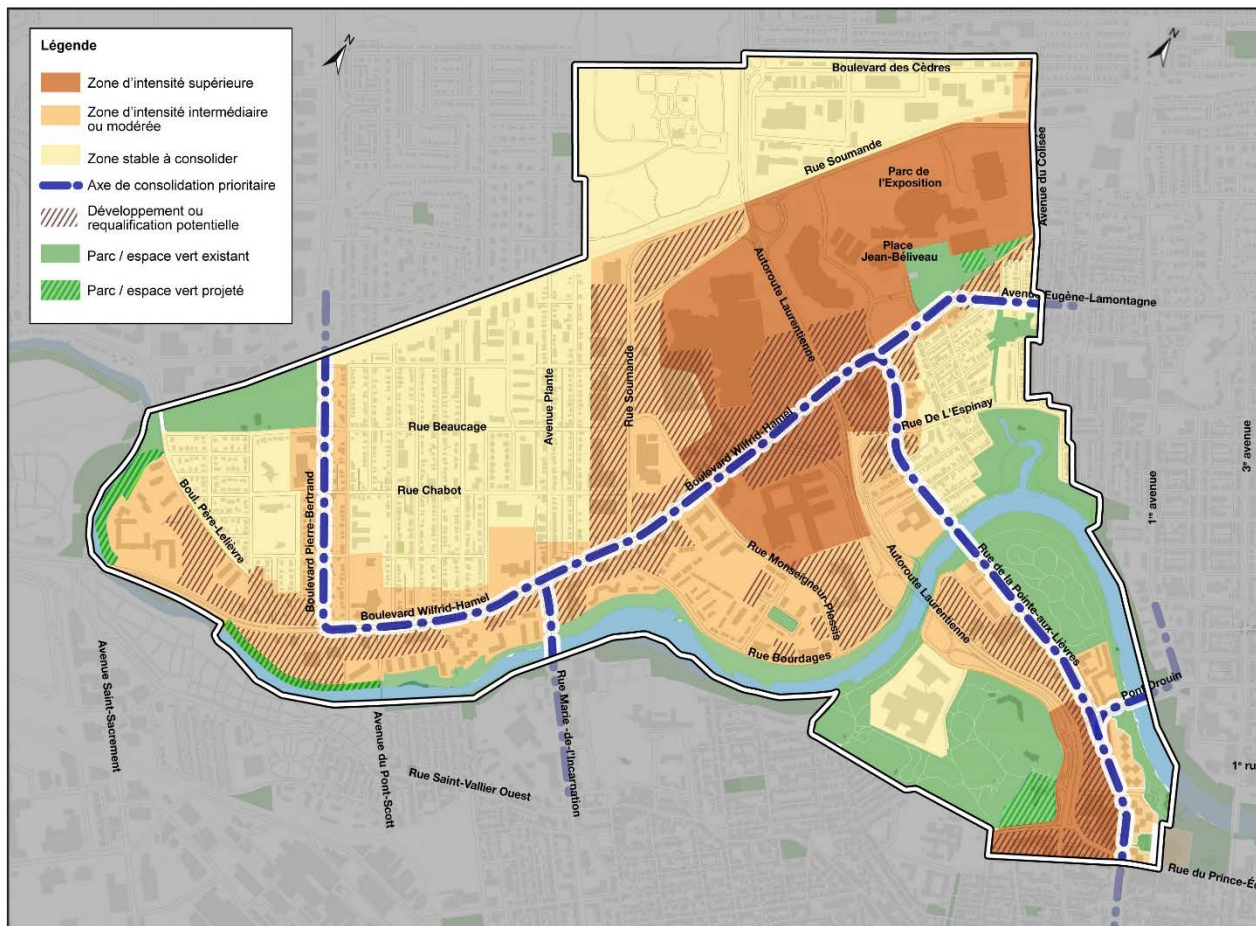 Légende
Zone d'intensité supérieure
Zone d'intensité intermédiaire
ou modérée
Zone stable à consolider
Axe de consolidation prioritaire
Développement ou
requalification potentielle
Parc / espace vert existant
Parc / espace vert projeté
N
N
Boulevard des Cèdres
Rue Soumande
Parc de
l'Exposition
Avenue du Colisée
Place
Jean-Béliveau
Autoroute Laurentienne
Avenue Eugène-Lamontagne
Rue Soumande
Avenue Plante
Rue Beaucage
Rue De L'Espinay
Boulevard Wilfrid-Hamel
3e avenue
1re avenue
Rue Chabot
Boul. Père-Lelièvre
Boulevard Pierre-Bertrand
Rue Monseigneur-Plessis
Autoroute Laurentienne
Rue de la Pointe-aux-Lièvres
Boulevard Wilfrid-Hamel
Rue Bourdages
Pont Drouin
Avenue Saint-Sacrement
Avenue du Pont-Scott
Rue Marie-de-l'Incarnation
Rue Saint-Vallier Ouest
1e ru
Rue du Prince-Éd